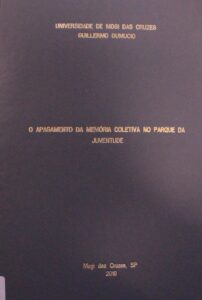 UNIVERSIDADE DE MOGI DAS CRUZES
GUILLERMO GUMUCIO
O APAGAMENTO DA MEMÓRIA COLETIVA NO PARQUE DA
JUVENTUDE
Mogi das Cruzes, SP
2010